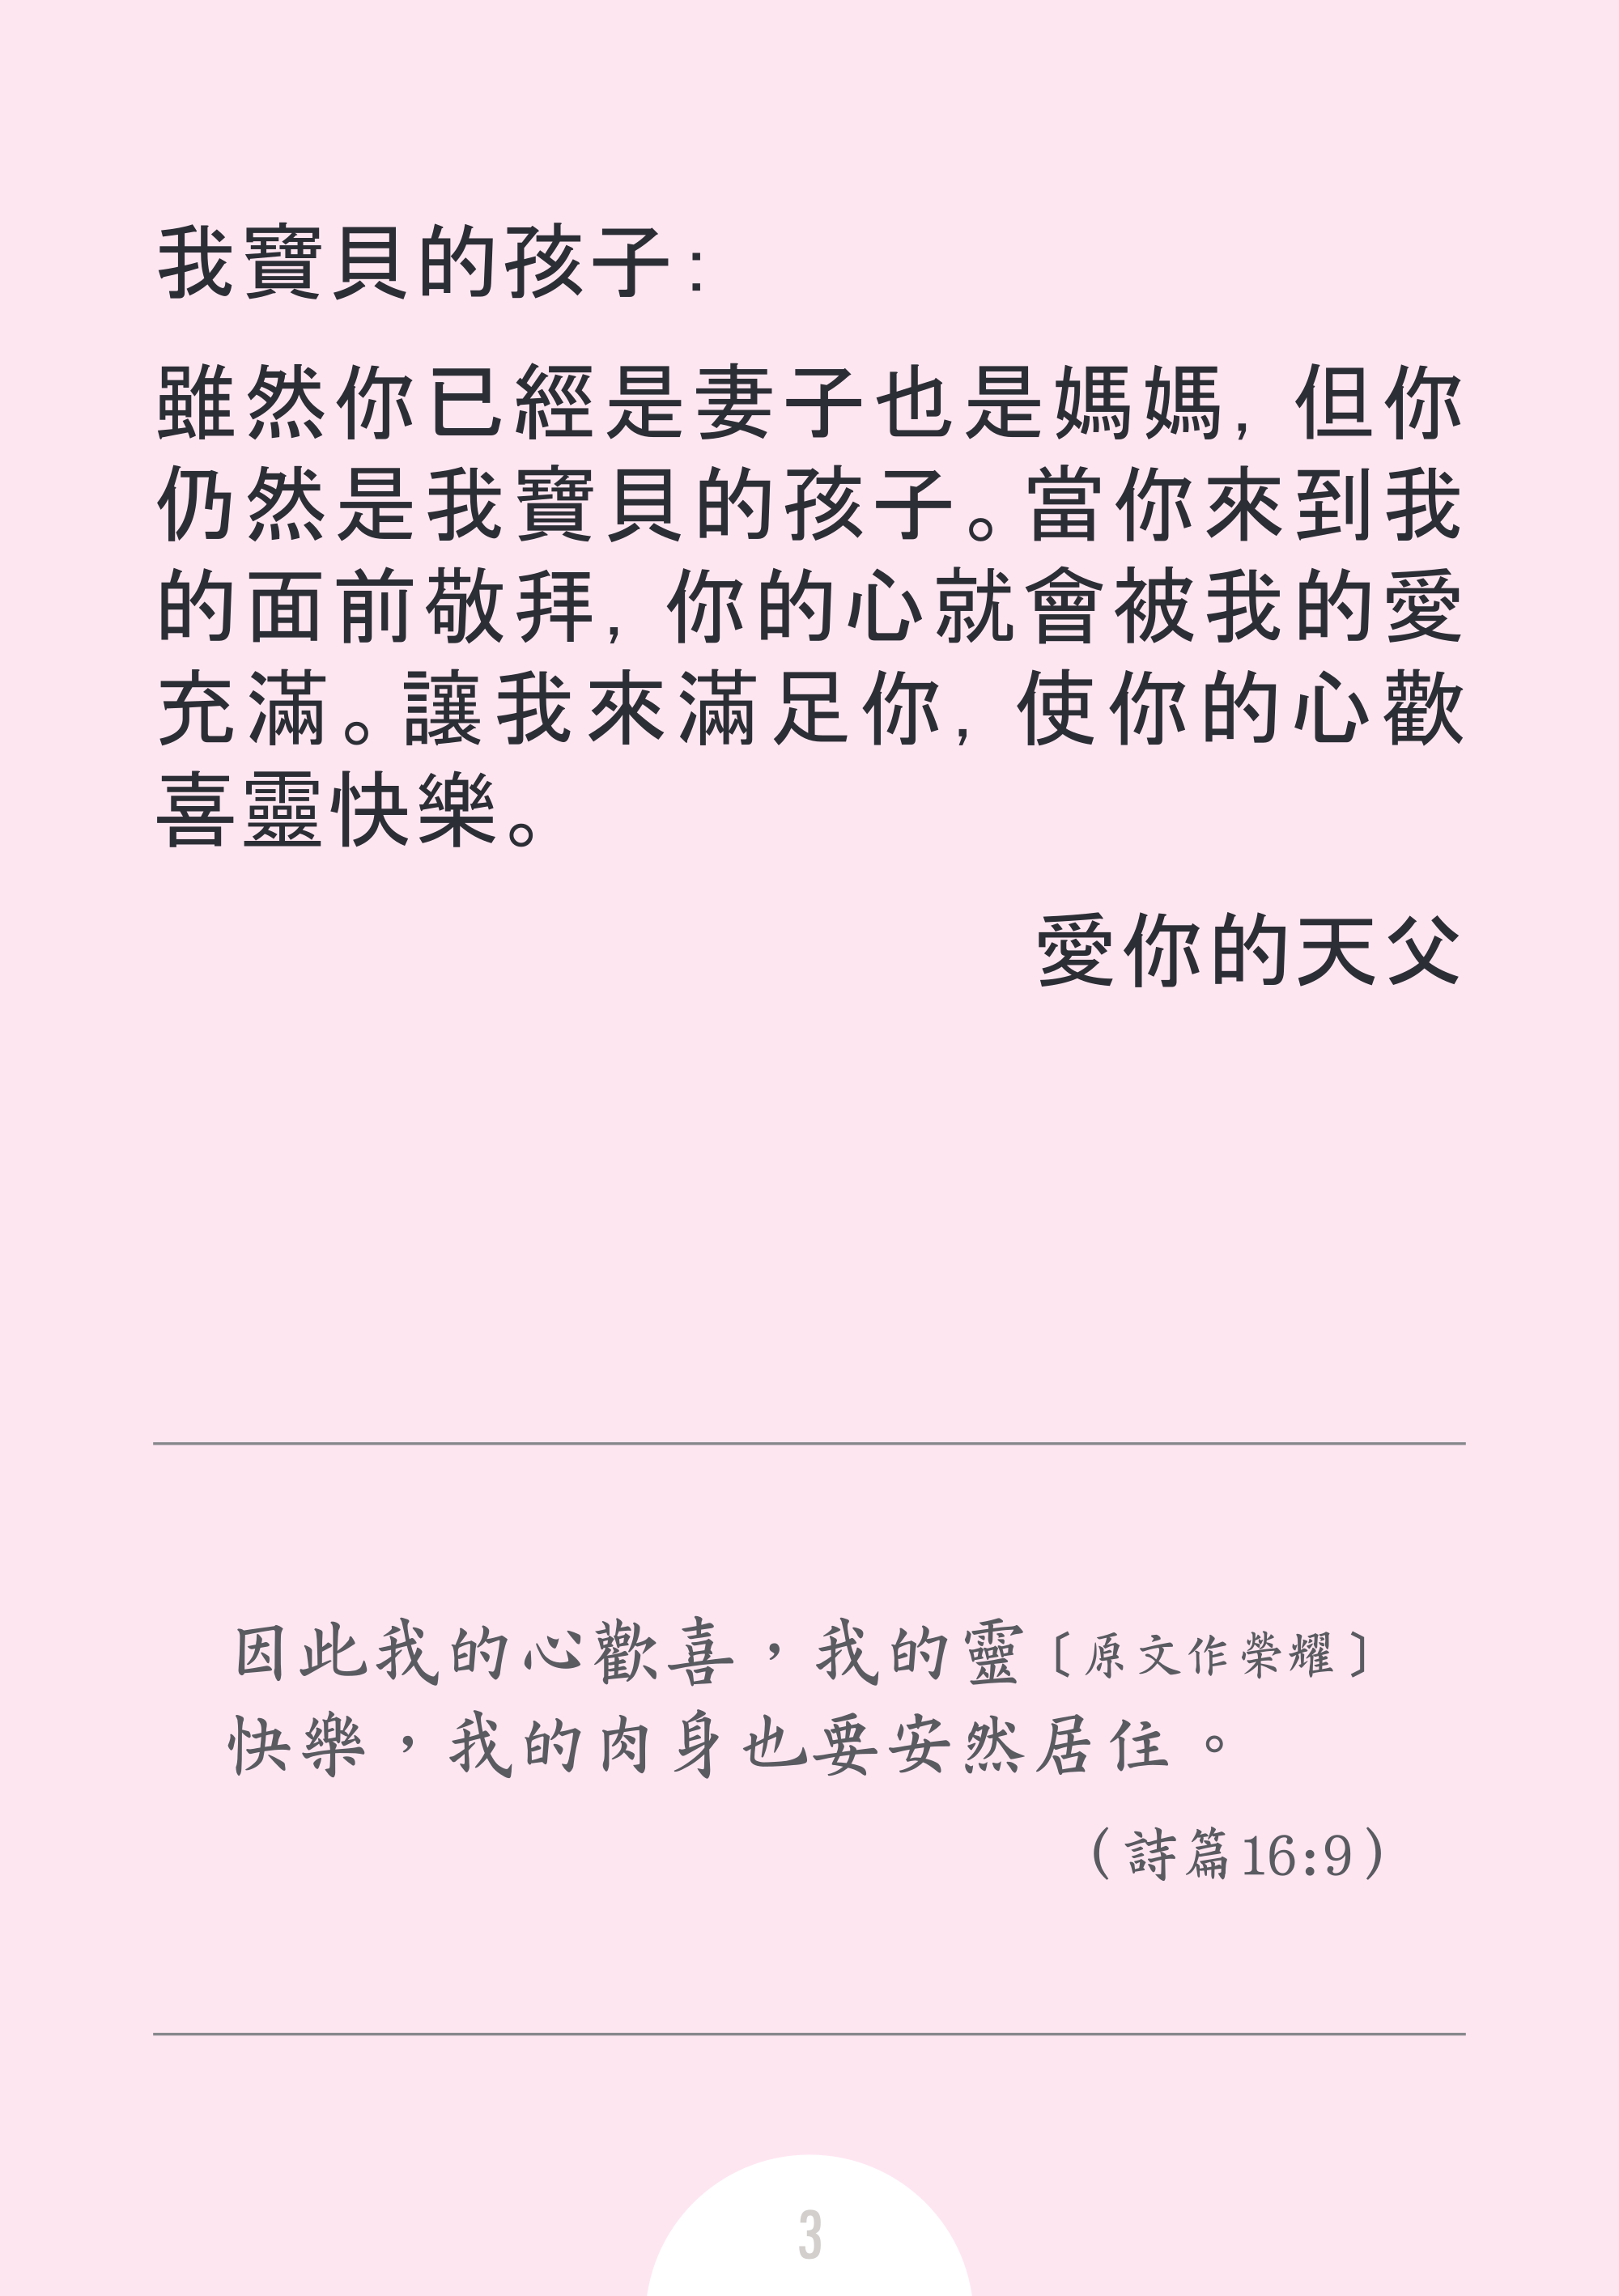 我寶貝的孩子：
雖然你已經是妻子也是媽媽，但你
仍然是我寶貝的孩子。當你來到我
的面前敬拜，你的心就會被我的愛
充滿。讓我來滿足你，使你的心歡
喜靈快樂。
愛你的天父
因此我的心歡喜，我的靈〔原文作榮耀〕
快樂，我的肉身也要安然居住。
（詩篇16:9）
3